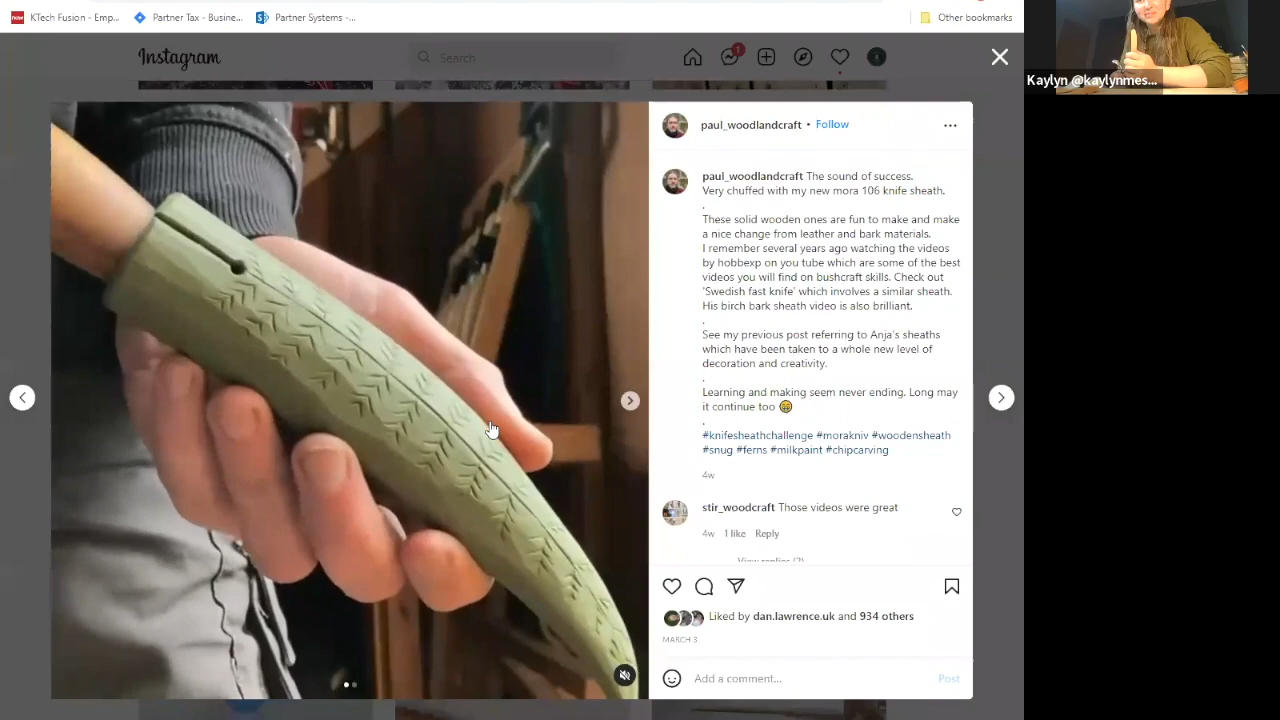 KTech Fusion - Emp...
Partner Tax - Busine...
Partner Systems -...
Other bookmarks
Instagram
Search
1
Kaylyn @kaylynmes...
paul_woodlandcraft • Follow
paul_woodlandcraft The sound of success.
Very chuffed with my new mora 106 knife sheath.
.
These solid wooden ones are fun to make and make
a nice change from leather and bark materials.
I remember several years ago watching the videos
by hobbexp on you tube which are some of the best
videos you will find on bushcraft skills. Check out
'Swedish fast knife' which involves a similar sheath.
His birch bark sheath video is also brilliant.
.
See my previous post referring to Anja's sheaths
which have been taken to a whole new level of
decoration and creativity.
.
Learning and making seem never ending. Long may
it continue too 😁
.
#knifesheathchallenge #morakniv #woodensheath
#snug #ferns #milkpaint #chipcarving
4w
stir_woodcraft Those videos were great
4w 1 like Reply
View replies (2)
Liked by dan.lawrence.uk and 934 others
MARCH 3
Add a comment...
Post